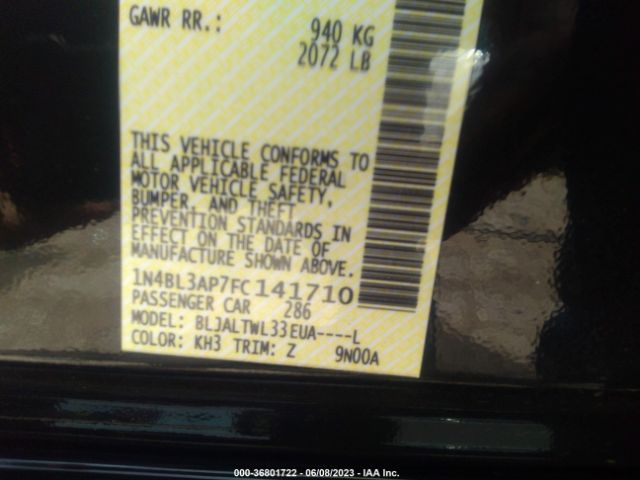 GAWR RR.: 940 KG
2072 LB
THIS VEHICLE CONFORMS TO
ALL APPLICABLE FEDERAL
MOTOR VEHICLE SAFETY,
BUMPER, AND THEFT
PREVENTION STANDARDS IN
EFFECT ON THE DATE OF
MANUFACTURE SHOWN ABOVE.
1N4BL3AP7FC141710
PASSENGER CAR 286
MODEL: BLJALTWL33EUA----L
COLOR: KH3 TRIM: Z 9N00A
000-36801722 - 06/08/2023 - IAA Inc.